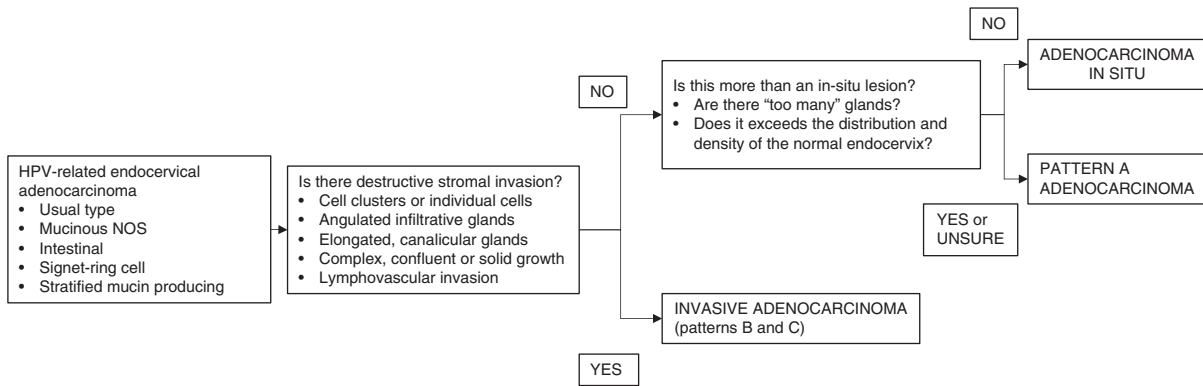 HPV-related endocervical
adenocarcinoma
• Usual type
• Mucinous NOS
• Intestinal
• Signet-ring cell
• Stratified mucin producing
Is there destructive stromal invasion?
• Cell clusters or individual cells
• Angulated infiltrative glands
• Elongated, canalicular glands
• Complex, confluent or solid growth
• Lymphovascular invasion
NO
Is this more than an in-situ lesion?
• Are there “too many” glands?
• Does it exceeds the distribution and
density of the normal endocervix?
NO
ADENOCARCINOMA
IN SITU
YES or
UNSURE
PATTERN A
ADENOCARCINOMA
YES
INVASIVE ADENOCARCINOMA
(patterns B and C)